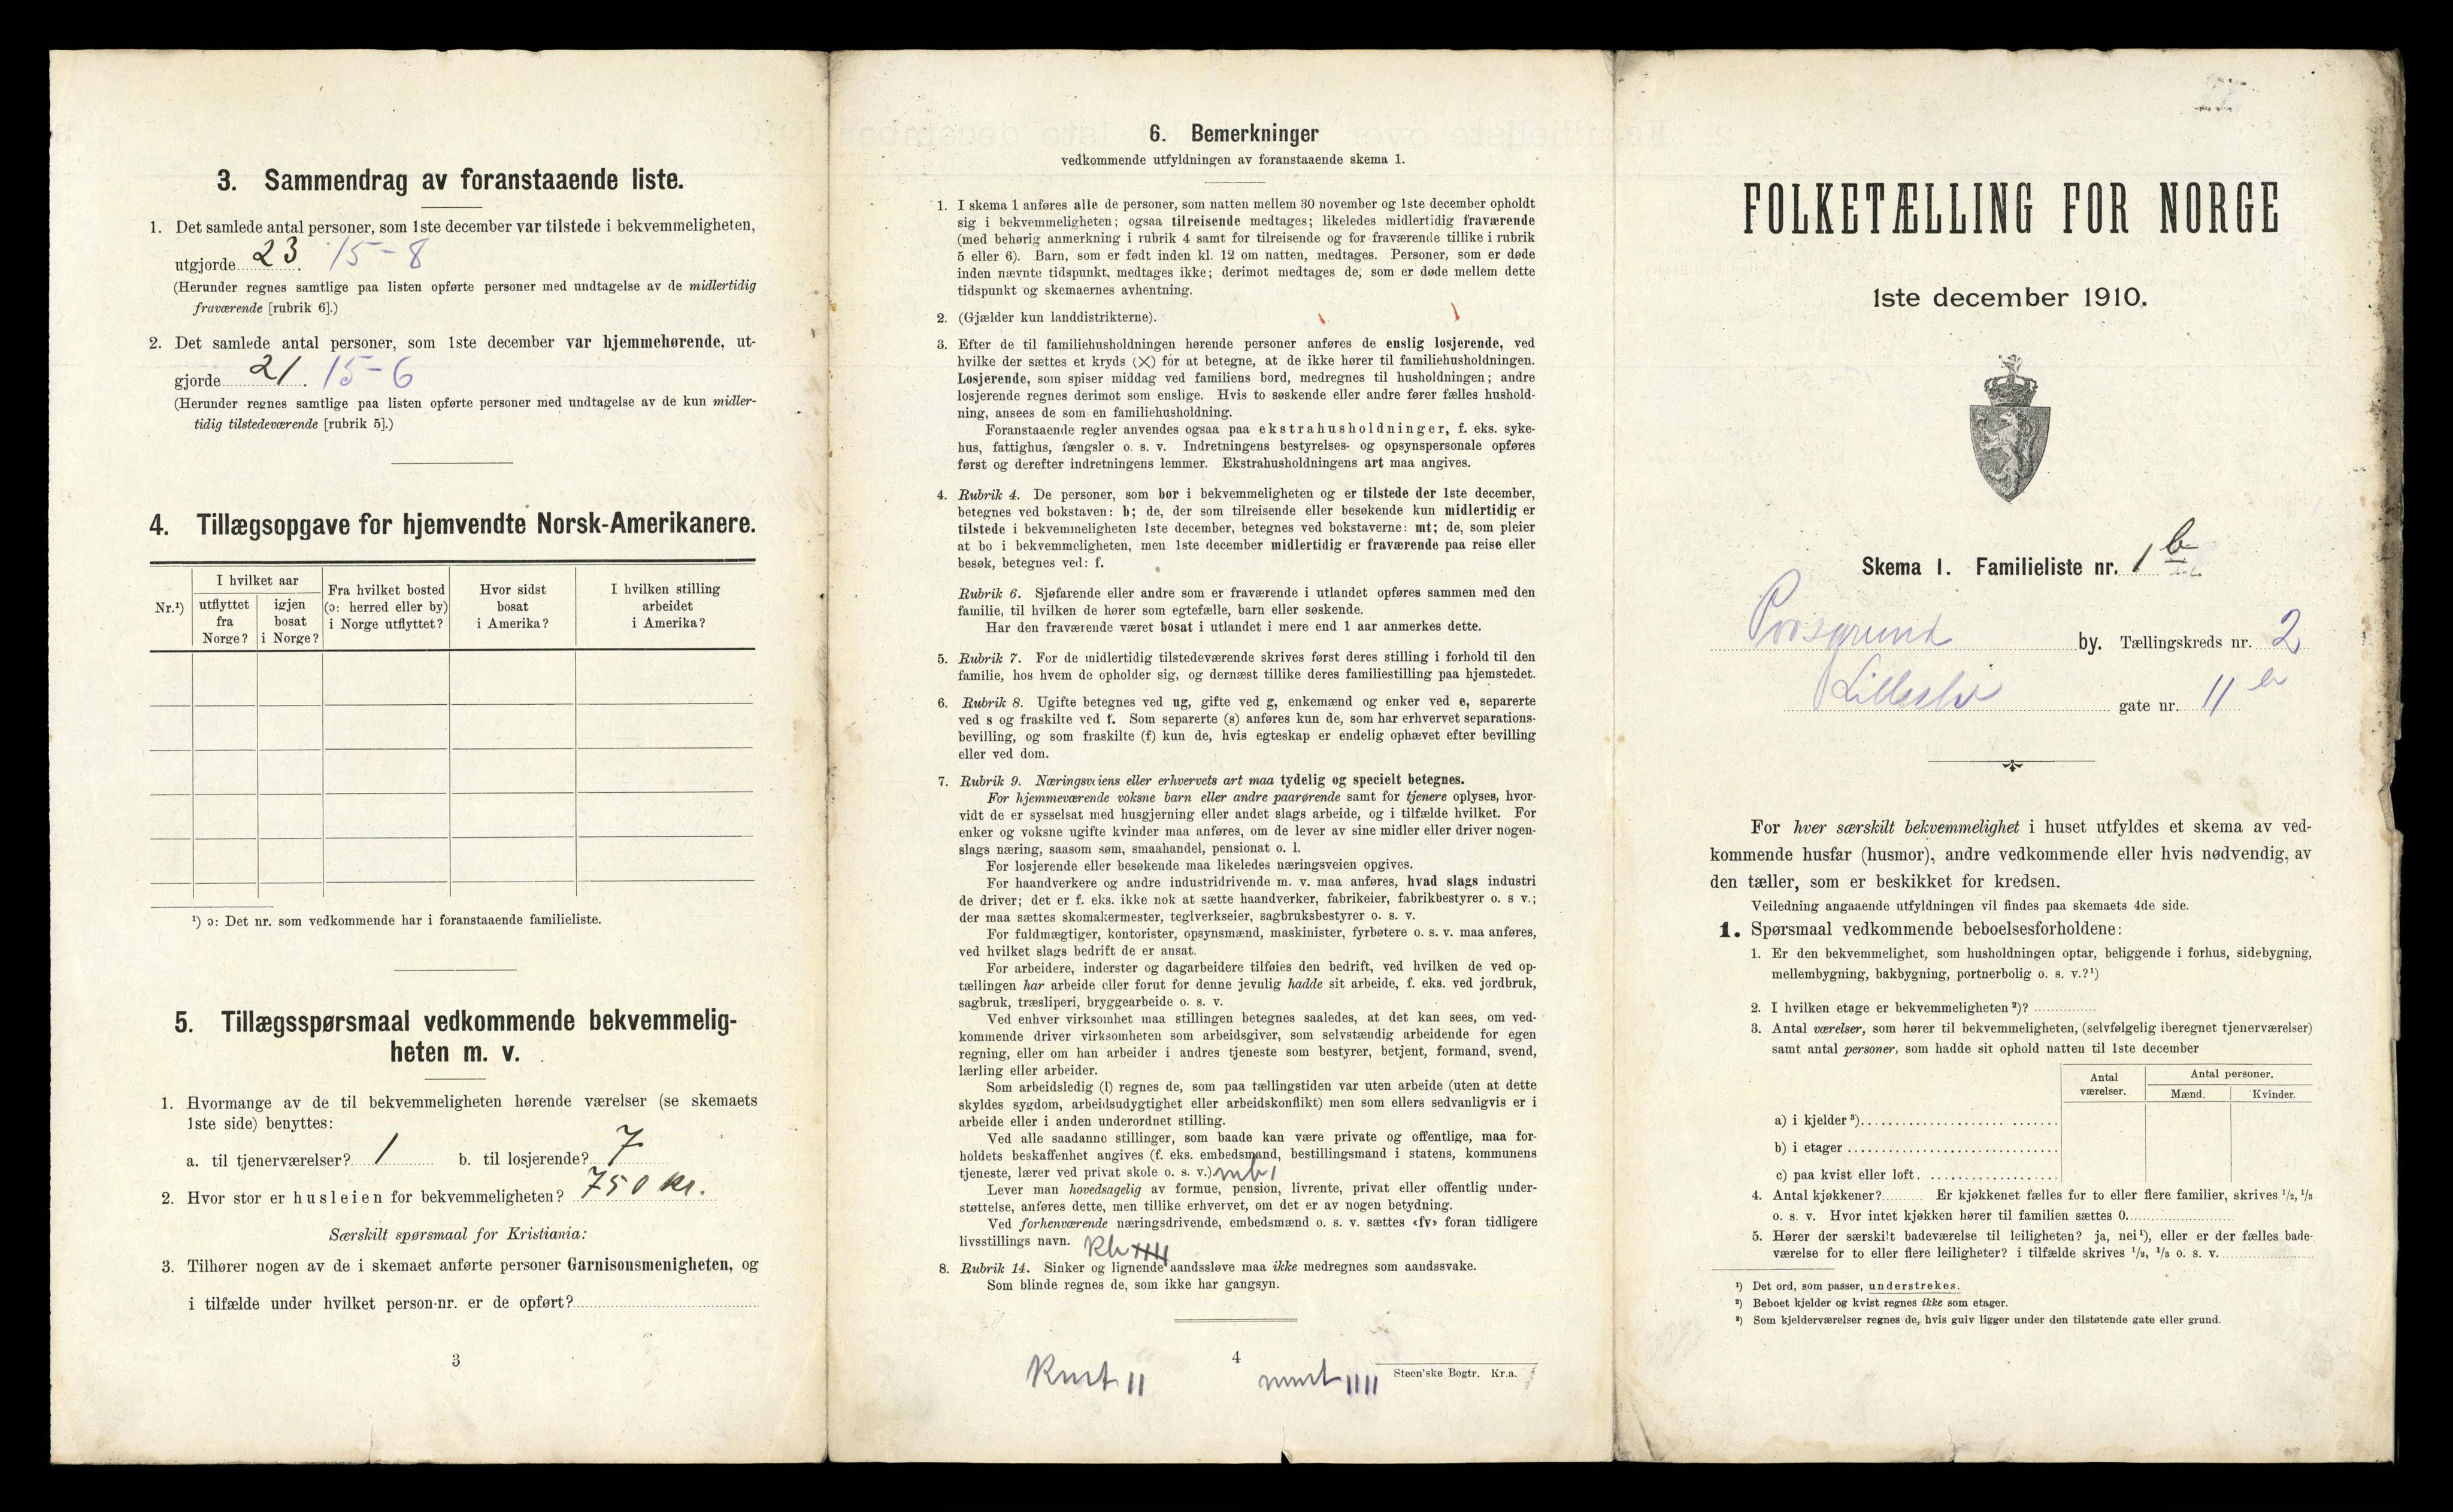 3. Sammendrag av foranstaaende liste.
1. Det samlede antal personer, som 1ste december var tilstede i bekvemmeligheten,
utgjorde 23. 15-8
(Herunder regnes samtlige paa listen opførte personer med undtagelse av de midlertidig
fraværende [rubrik 6].)
2. Det samlede antal personer, som 1ste december var hjemmehørende, ut-
gjorde 21. 15-6
(Herunder regnes samtlige paa listen opførte personer med undtagelse av de kun midler-
tidig tilstedeværende [rubrik 5].)
4. Tillægsopgave for hjemvendte Norsk-Amerikanere.
Nr.¹)
I hvilket aar
utflyttet
fra
Norge?
igjen
bosat
i Norge?
Fra hvilket bosted
(ɔ: herred eller by)
i Norge utflyttet?
Hvor sidst
bosat
i Amerika?
I hvilken stilling
arbeidet
i Amerika?
¹) ɔ: Det nr. som vedkommende har i foranstaaende familieliste.
5. Tillægsspørsmaal vedkommende bekvemmelig-
heten m. v.
1. Hvormange av de til bekvemmeligheten hørende værelser (se skemaets
1ste side) benyttes:
a. til tjenerværelser? 1 b. til losjerende? 7
2. Hvor stor er husleien for bekvemmeligheten? 750 kr.
Særskilt spørsmaal for Kristiania:
3. Tilhører nogen av de i skemaet anførte personer Garnisonsmenigheten, og
i tilfælde under hvilket person-nr. er de opført?
3
6. Bemerkninger
vedkommende utfyldningen av foranstaaende skema 1.
1. I skema 1 anføres alle de personer, som natten mellem 30 november og 1ste december opholdt
sig i bekvemmeligheten; ogsaa tilreisende medtages; likeledes midlertidig fraværende
(med behørig anmerkning i rubrik 4 samt for tilreisende og for fraværende tillike i rubrik
5 eller 6). Barn, som er født inden kl. 12 om natten, medtages. Personer, som er døde
inden nævnte tidspunkt, medtages ikke; derimot medtages de, som er døde mellem dette
tidspunkt og skemaernes avhentning.
2. (Gjælder kun landdistrikterne).
3. Efter de til familiehusholdningen hørende personer anføres de enslig losjerende, ved
hvilke der sættes et kryds (×) for at betegne, at de ikke hører til familiehusholdningen.
Losjerende, som spiser middag ved familiens bord, medregnes til husholdningen; andre
losjerende regnes derimot som enslige. Hvis to søskende eller andre fører fælles hushold-
ning, ansees de som en familiehusholdning.
Foranstaaende regler anvendes ogsaa paa ekstrahusholdninger, f. eks. syke-
hus, fattighus, fængsler o. s. v. Indretningens bestyrelses- og opsynspersonale opføres
først og derefter indretningens lemmer. Ekstrahusholdningens art maa angives.
4. Rubrik 4. De personer, som bor i bekvemmeligheten og er tilstede der 1ste december,
betegnes ved bokstaven: b; de, der som tilreisende eller besøkende kun midlertidig er
tilstede i bekvemmeligheten 1ste december, betegnes ved bokstaverne: mt; de, som pleier
at bo i bekvemmeligheten, men 1ste december midlertidig er fraværende paa reise eller
besøk, betegnes ved: f.
Rubrik 6. Sjøfarende eller andre som er fraværende i utlandet opføres sammen med den
familie, til hvilken de hører som egtefælle, barn eller søskende.
Har den fraværende været bosat i utlandet i mere end 1 aar anmerkes dette.
5. Rubrik 7. For de midlertidig tilstedeværende skrives først deres stilling i forhold til den
familie, hos hvem de opholder sig, og dernæst tillike deres familiestilling paa hjemstedet.
6. Rubrik 8. Ugifte betegnes ved ug, gifte ved g, enkemænd og enker ved e, separerte
ved s og fraskilte ved f. Som separerte (s) anføres kun de, som har erhvervet separations-
bevilling, og som fraskilte (f) kun de, hvis egteskap er endelig ophævet efter bevilling
eller ved dom.
7. Rubrik 9. Næringsveiens eller erhvervets art maa tydelig og specielt betegnes.
For hjemmeværende voksne barn eller andre paarørende samt for tjenere oplyses, hvor-
vidt de er sysselsat med husgjerning eller andet slags arbeide, og i tilfælde hvilket. For
enker og voksne ugifte kvinder maa anføres, om de lever av sine midler eller driver nogen-
slags næring, saasom søm, smaahandel, pensionat o. l.
For losjerende eller besøkende maa likeledes næringsveien opgives.
For haandverkere og andre industridrivende m. v. maa anføres, hvad slags industri
de driver; det er f. eks. ikke nok at sætte haandverker, fabrikeier, fabrikbestyrer o. s v.;
der maa sættes skomakermester, teglverkseier, sagbruksbestyrer o. s. v.
For fuldmægtiger, kontorister, opsynsmænd, maskinister, fyrbøtere o. s. v. maa anføres,
ved hvilket slags bedrift de er ansat.
For arbeidere, inderster og dagarbeidere tilføies den bedrift, ved hvilken de ved op-
tællingen har arbeide eller forut for denne jevnlig hadde sit arbeide, f. eks. ved jordbruk,
sagbruk, træsliperi, bryggearbeide o. s. v.
Ved enhver virksomhet maa stillingen betegnes saaledes, at det kan sees, om ved-
kommende driver virksomheten som arbeidsgiver, som selvstændig arbeidende for egen
regning, eller om han arbeider i andres tjeneste som bestyrer, betjent, formand, svend,
lærling eller arbeider.
Som arbeidsledig (l) regnes de, som paa tællingstiden var uten arbeide (uten at dette
skyldes sygdom, arbeidsudygtighet eller arbeidskonflikt) men som ellers sedvanligvis er i
arbeide eller i anden underordnet stilling.
Ved alle saadanne stillinger, som baade kan være private og offentlige, maa for-
holdets beskaffenhet angives (f. eks. embedsmand, bestillingsmand i statens, kommunens
tjeneste, lærer ved privat skole o. s. v.) mb 1
Lever man hovedsagelig av formue, pension, livrente, privat eller offentlig under-
støttelse, anføres dette, men tillike erhvervet, om det er av nogen betydning.
Ved forhenværende næringsdrivende, embedsmænd o. s. v. sættes «fv» foran tidligere
livsstillings navn. kb
8. Rubrik 14. Sinker og lignende aandssløve maa ikke medregnes som aandssvake.
Som blinde regnes de, som ikke har gangsyn.
4
Steen'ske Bogtr. Kr.a.
kmt II mmt IIII
FOLKETÆLLING FOR NORGE
1ste december 1910.
Skema 1. Familieliste nr. 1 b
Porsgrund by. Tællingskreds nr. 2
gate nr. 11
For hver særskilt bekvemmelighet i huset utfyldes et skema av ved-
kommende husfar (husmor), andre vedkommende eller hvis nødvendig, av
den tæller, som er beskikket for kredsen.
Veiledning angaaende utfyldningen vil findes paa skemaets 4de side.
1. Spørsmaal vedkommende beboelsesforholdene:
1. Er den bekvemmelighet, som husholdningen optar, beliggende i forhus, sidebygning,
mellembygning, bakbygning, portnerbolig o. s. v.?¹)
2. I hvilken etage er bekvemmeligheten²)?
3. Antal værelser, som hører til bekvemmeligheten, (selvfølgelig iberegnet tjenerværelser)
samt antal personer, som hadde sit ophold natten til 1ste december
Antal
værelser.
Antal personer.
Mænd. Kvinder.
a) i kjelder³)
b) i etager
c) paa kvist eller loft.
4. Antal kjøkkener? Er kjøkkenet fælles for to eller flere familier, skrives 1/2, 1/3
o. s. v. Hvor intet kjøkken hører til familien sættes 0.
5. Hører der særskilt badeværelse til leiligheten? ja, nei¹), eller er der fælles bade-
værelse for to eller flere leiligheter? i tilfælde skrives 1/2, 1/3 o. s. v.
¹) Det ord, som passer, understrekes.
²) Beboet kjelder og kvist regnes ikke som etager.
³) Som kjelderværelser regnes de, hvis gulv ligger under den tilstøtende gate eller grund.